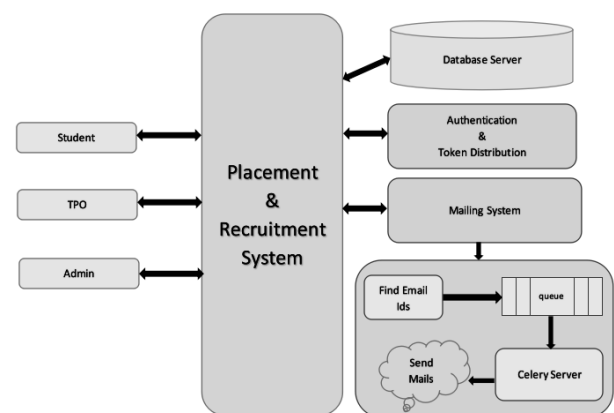 Student
TPO
Admin
Placement
&
Recruitment
System
Database Server
Authentication
&
Token Distribution
Mailing System
Find Email
Ids
queue
Send
Mails
Celery Server